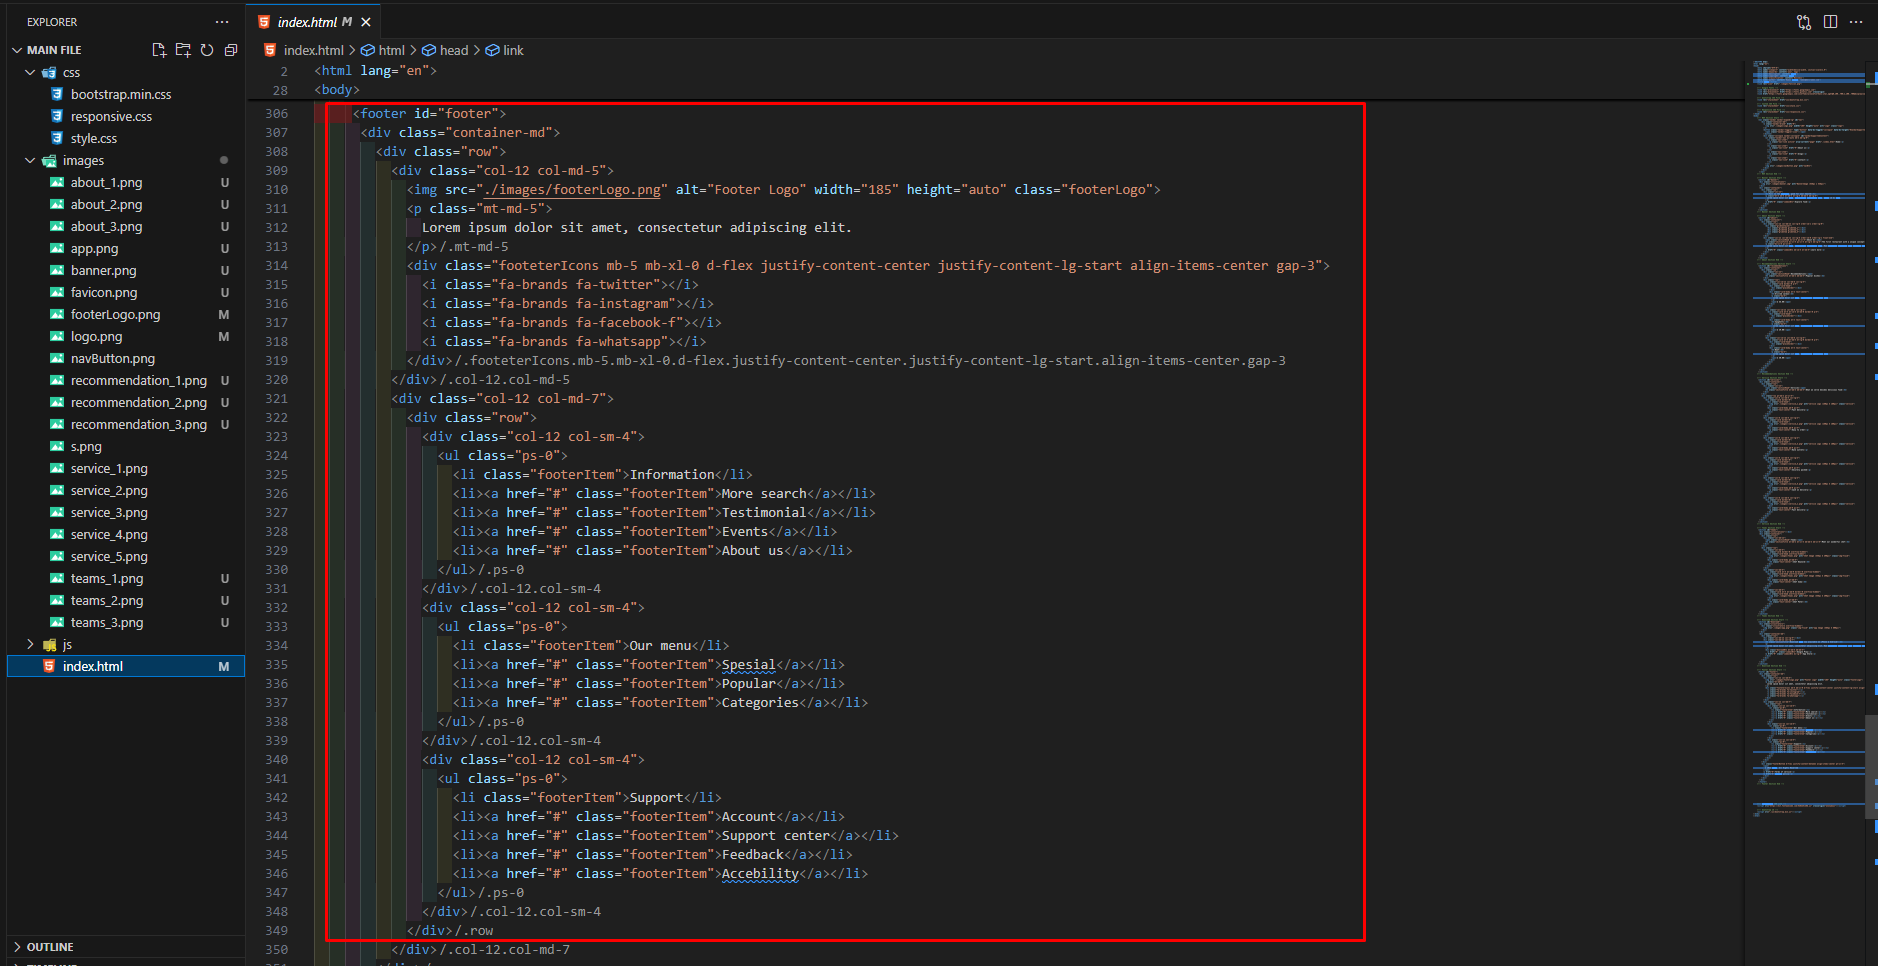 EXPLORER
MAIN FILE
css
bootstrap.min.css
responsive.css
style.css
images
about_1.png U
about_2.png U
about_3.png U
app.png U
banner.png U
favicon.png U
footerLogo.png M
logo.png M
navButton.png
recommendation_1.png U
recommendation_2.png U
recommendation_3.png U
s.png
service_1.png
service_2.png
service_3.png
service_4.png
service_5.png
teams_1.png U
teams_2.png U
teams_3.png U
js
index.html M
OUTLINE
TIMELINE
index.html M
index.html > html > head > link
2 <html lang="en">
28 <body>
306 <footer id="footer">
307 <div class="container-md">
308 <div class="row">
309 <div class="col-12 col-md-5">
310 <img src="./images/footerLogo.png" alt="Footer Logo" width="185" height="auto" class="footerLogo">
311 <p class="mt-md-5">
312 Lorem ipsum dolor sit amet, consectetur adipiscing elit.
313 </p>/.mt-md-5
314 <div class="footeterIcons mb-5 mb-xl-0 d-flex justify-content-center justify-content-lg-start align-items-center gap-3">
315 <i class="fa-brands fa-twitter"></i>
316 <i class="fa-brands fa-instagram"></i>
317 <i class="fa-brands fa-facebook-f"></i>
318 <i class="fa-brands fa-whatsapp"></i>
319 </div>/.footeterIcons.mb-5.mb-xl-0.d-flex.justify-content-center.justify-content-lg-start.align-items-center.gap-3
320 </div>/.col-12.col-md-5
321 <div class="col-12 col-md-7">
322 <div class="row">
323 <div class="col-12 col-sm-4">
324 <ul class="ps-0">
325 <li class="footerItem">Information</li>
326 <li><a href="#" class="footerItem">More search</a></li>
327 <li><a href="#" class="footerItem">Testimonial</a></li>
328 <li><a href="#" class="footerItem">Events</a></li>
329 <li><a href="#" class="footerItem">About us</a></li>
330 </ul>/.ps-0
331 </div>/.col-12.col-sm-4
332 <div class="col-12 col-sm-4">
333 <ul class="ps-0">
334 <li class="footerItem">Our menu</li>
335 <li><a href="#" class="footerItem">Spesial</a></li>
336 <li><a href="#" class="footerItem">Popular</a></li>
337 <li><a href="#" class="footerItem">Categories</a></li>
338 </ul>/.ps-0
339 </div>/.col-12.col-sm-4
340 <div class="col-12 col-sm-4">
341 <ul class="ps-0">
342 <li class="footerItem">Support</li>
343 <li><a href="#" class="footerItem">Account</a></li>
344 <li><a href="#" class="footerItem">Support center</a></li>
345 <li><a href="#" class="footerItem">Feedback</a></li>
346 <li><a href="#" class="footerItem">Accebility</a></li>
347 </ul>/.ps-0
348 </div>/.col-12.col-sm-4
349 </div>/.row
350 </div>/.col-12.col-md-7